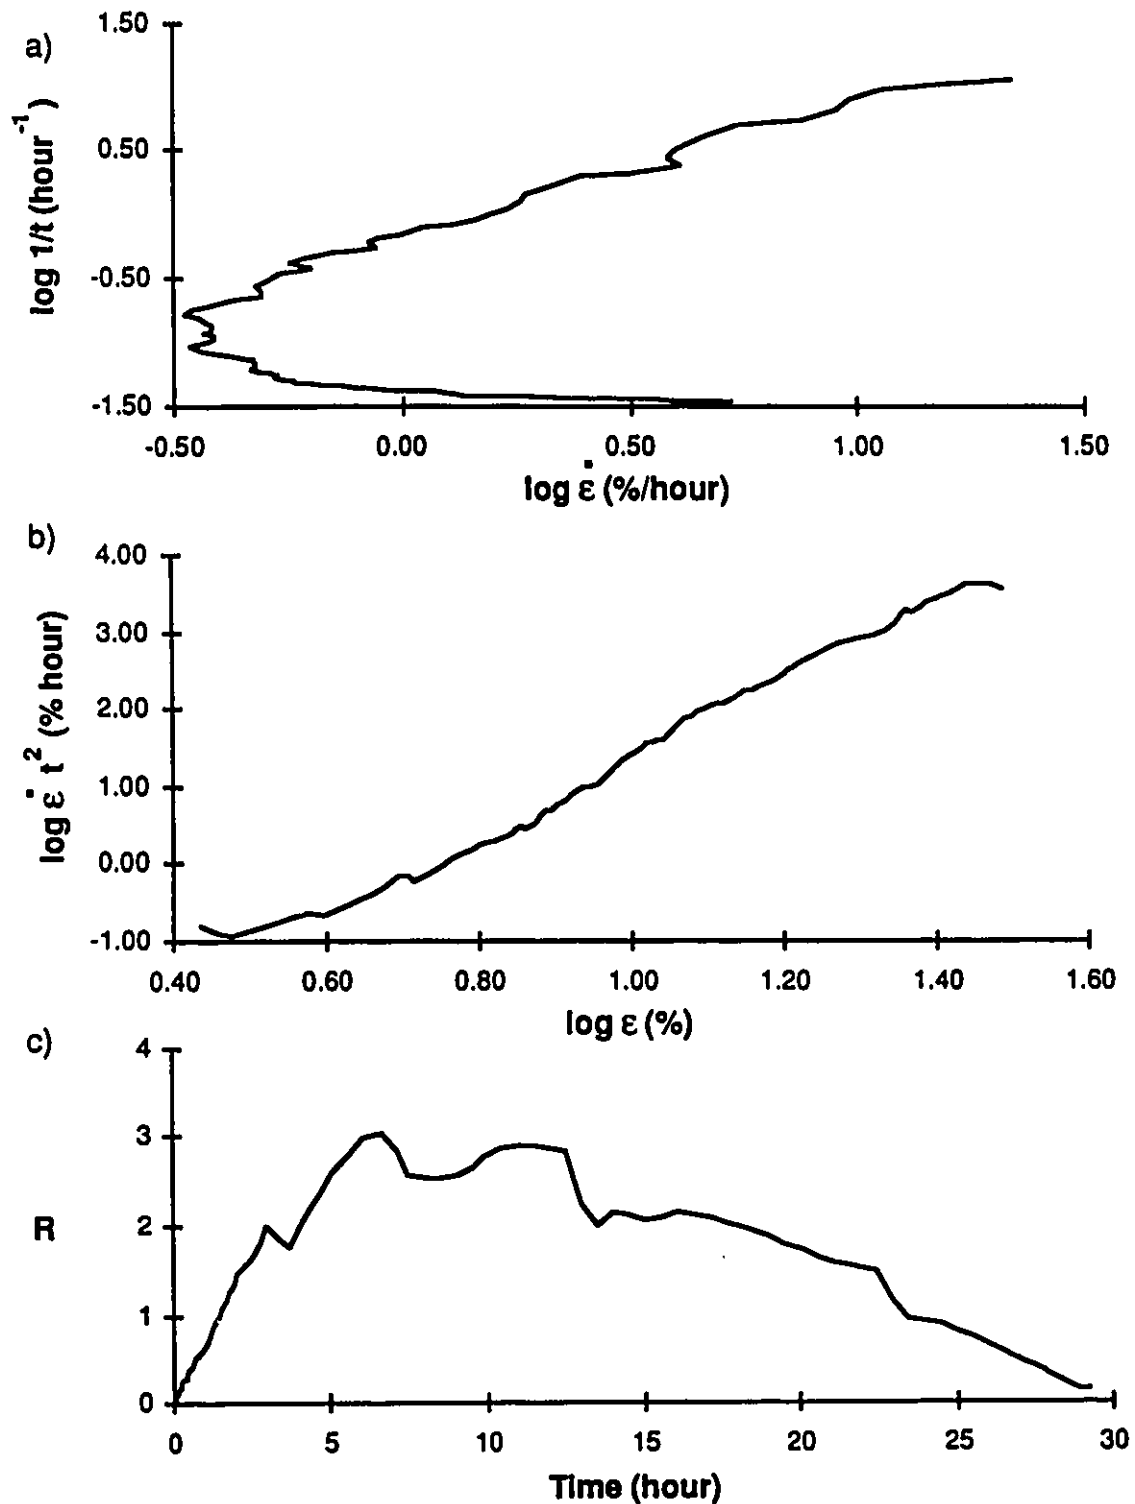 a)
1.50
0.50
-0.50
-1.50
log 1/t (hour⁻¹)
-0.50 0.00 0.50 1.00 1.50
log ε̇ (%/hour)
b)
4.00
3.00
2.00
1.00
0.00
-1.00
log ε̇ t² (% hour)
0.40 0.60 0.80 1.00 1.20 1.40 1.60
log ε (%)
c)
4
3
2
1
0
R
0 5 10 15 20 25 30
Time (hour)